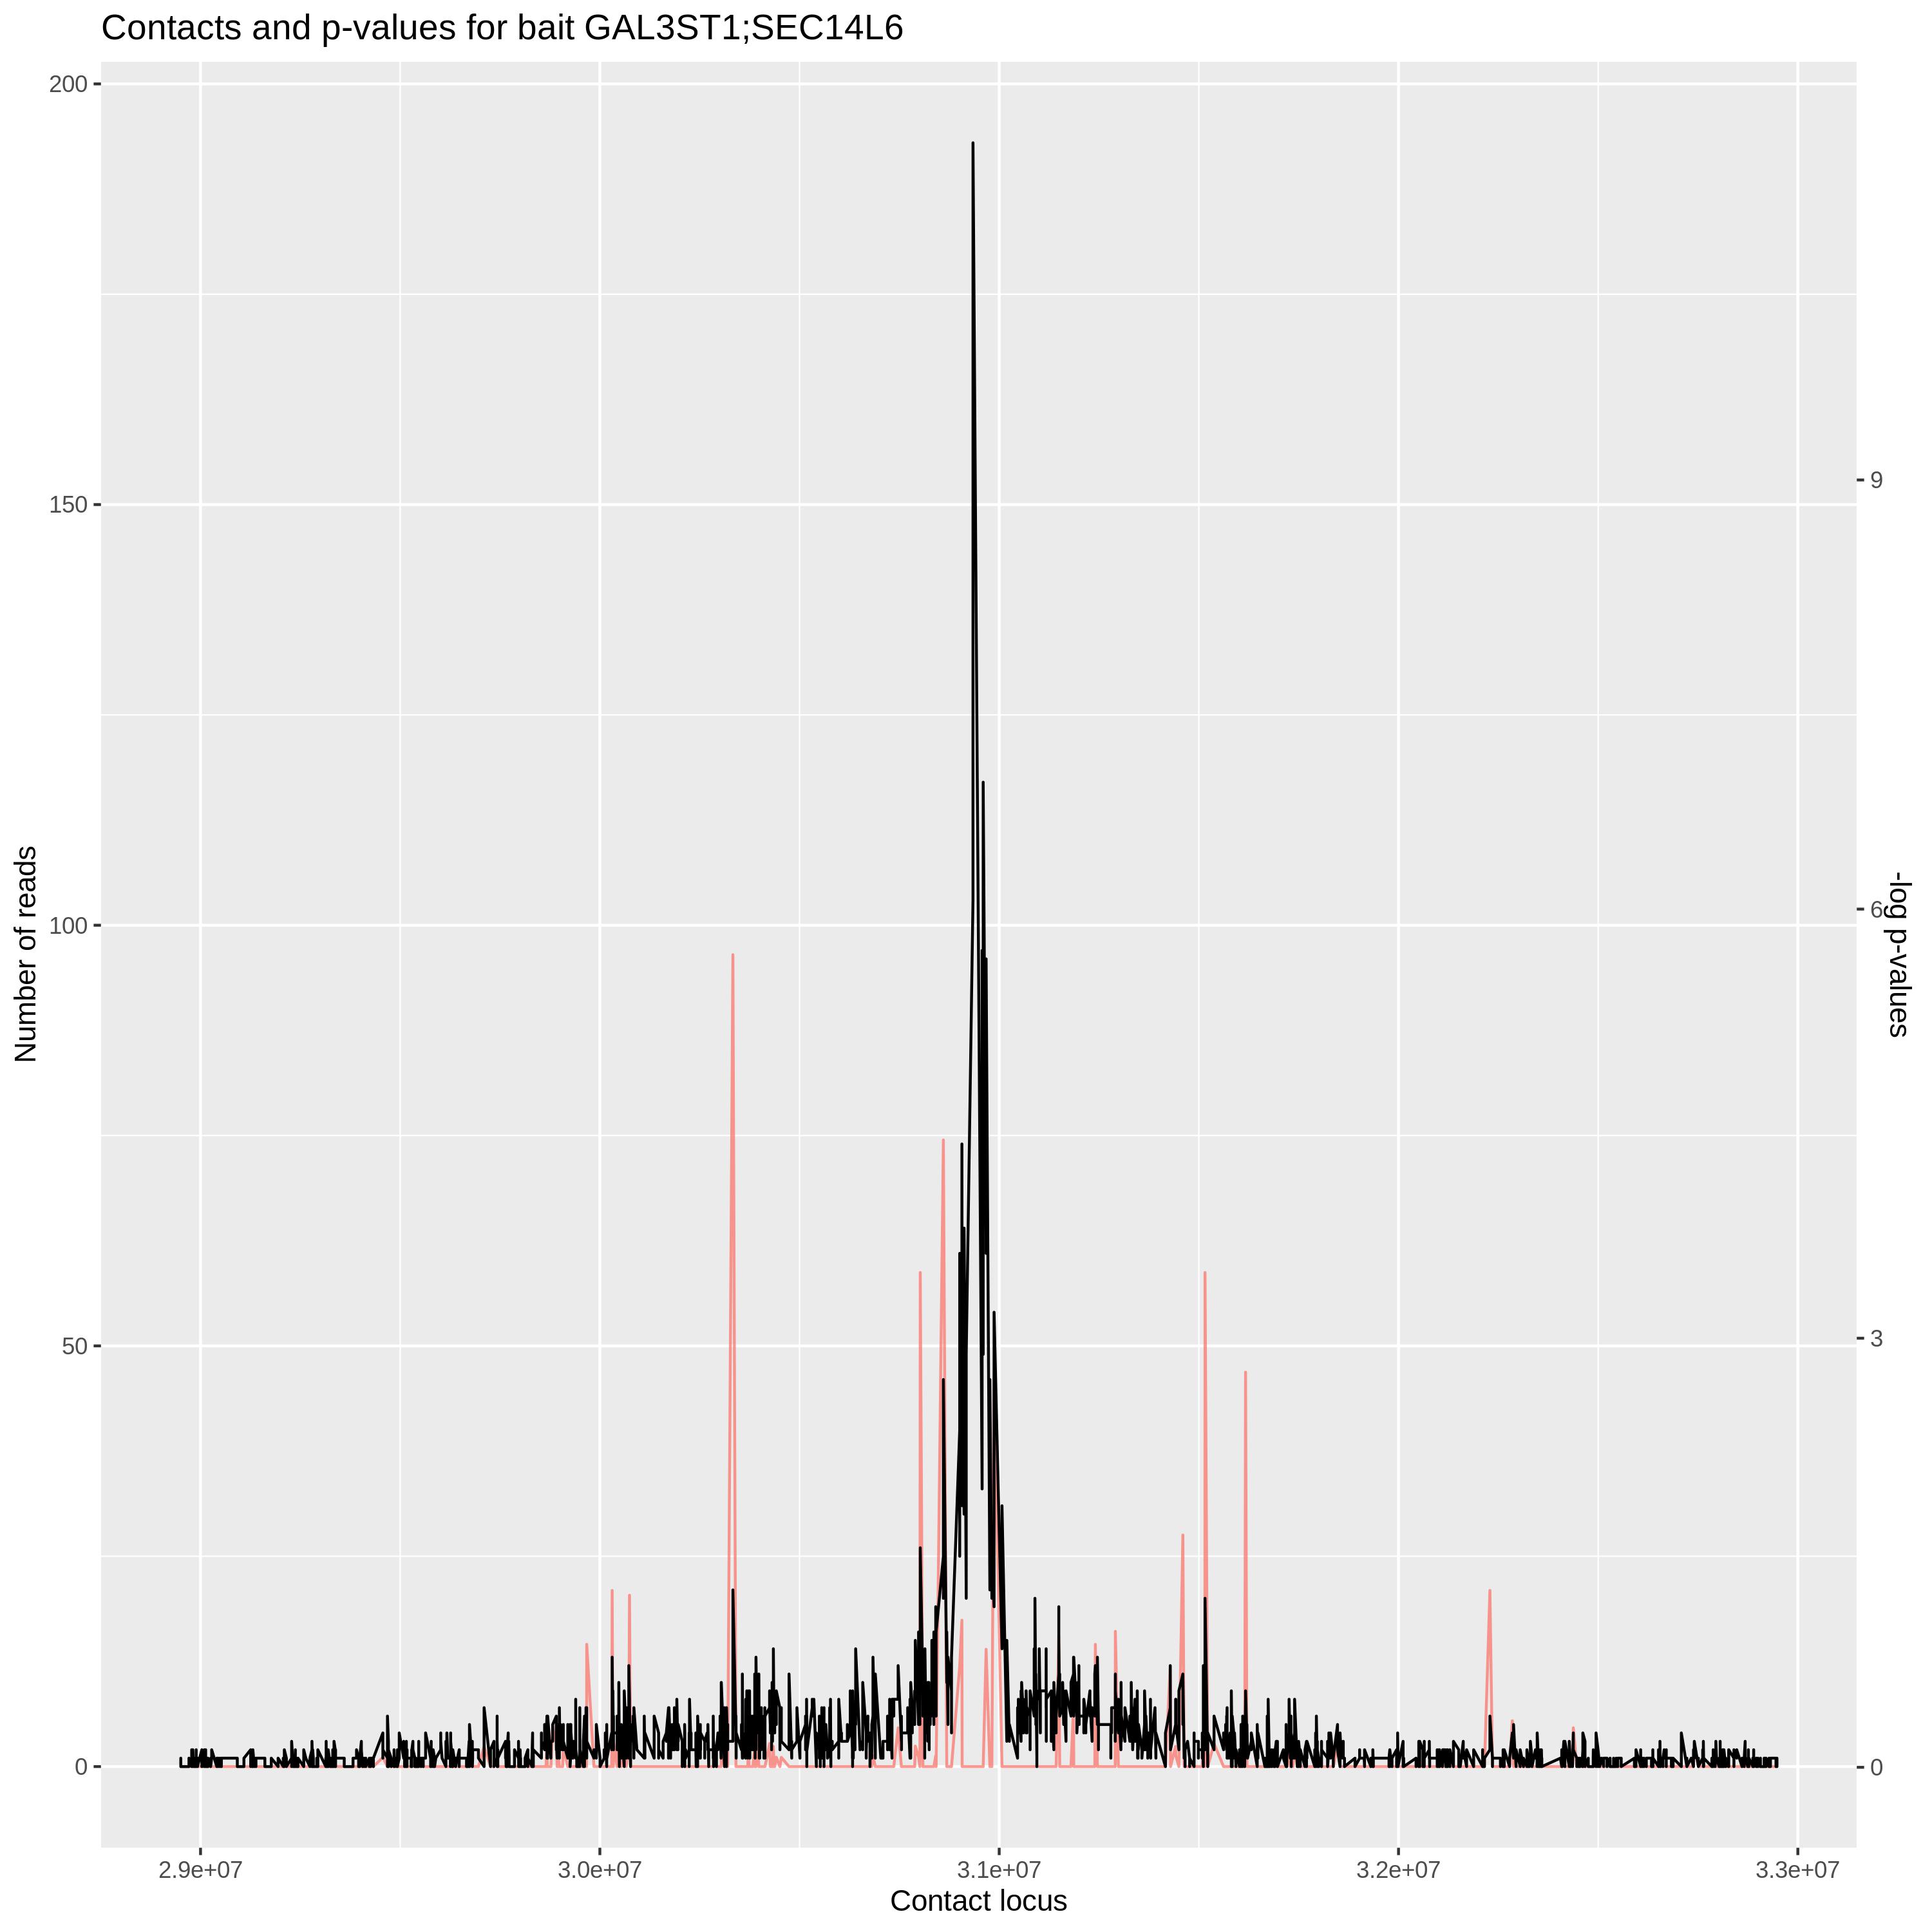 Contacts and p-values for bait GAL3ST1;SEC14L6
200
150
100
50
0
Number of reads
9
6
3
0
-log p-values
2.9e+07
3.0e+07
3.1e+07
3.2e+07
3.3e+07
Contact locus